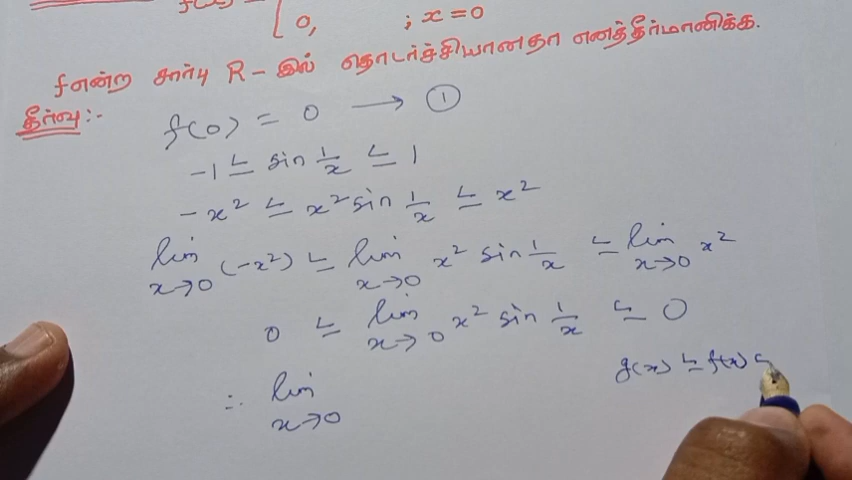 0, ; x = 0
f என்ற சார்பு R - இல் தொடர்ச்சியானதா எனத்தீர்மானிக்க.
தீர்வு :-
f(0) = 0 → ①
-1 ≤ sin 1/x ≤ 1
-x² ≤ x² sin 1/x ≤ x²
lim x→0 (-x²) ≤ lim x→0 x² sin 1/x ≤ lim x→0 x²
0 ≤ lim x→0 x² sin 1/x ≤ 0
g(x) ≤ f(x) ≤
∴ lim x→0